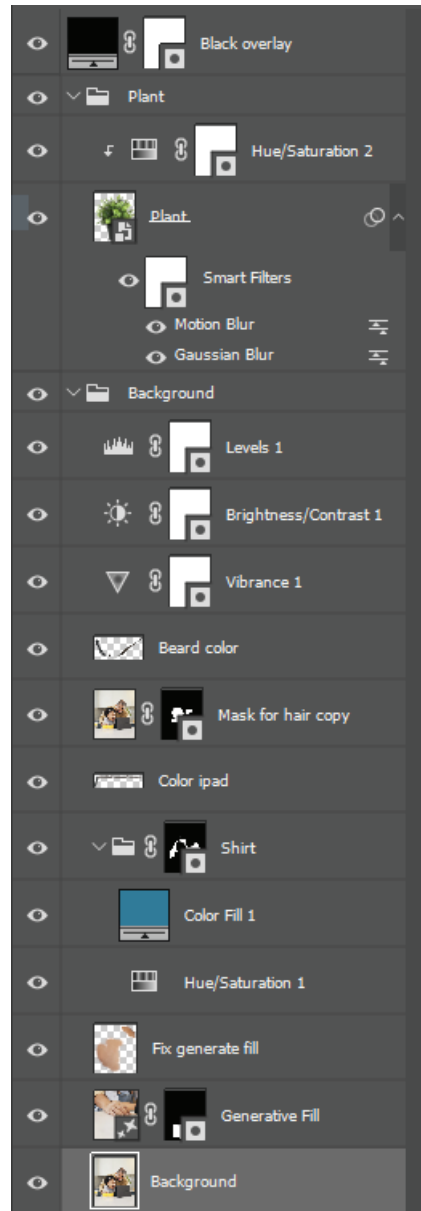 Black overlay
Plant
Hue/Saturation 2
Plant
Smart Filters
Motion Blur
Gaussian Blur
Background
Levels 1
Brightness/Contrast 1
Vibrance 1
Beard color
Mask for hair copy
Color ipad
Shirt
Color Fill 1
Hue/Saturation 1
Fix generate fill
Generative Fill
Background